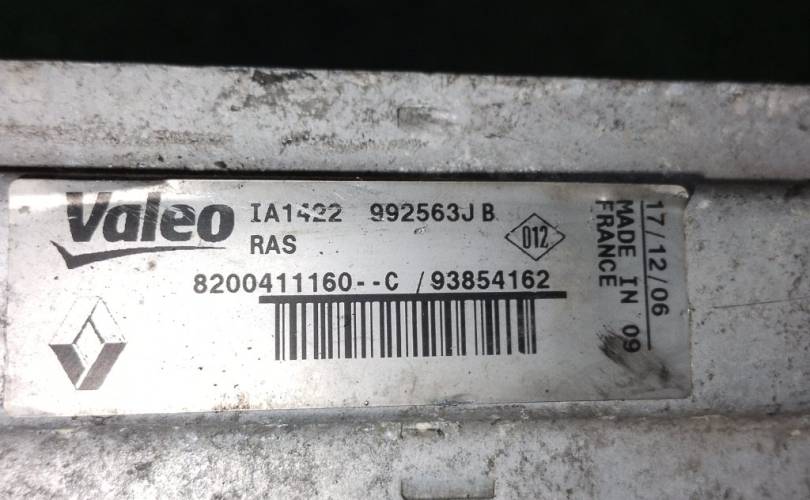 Valeo IA1422 992563J B
RAS 012
8200411160--C /93854162
17/12/06
MADE IN 09
FRANCE